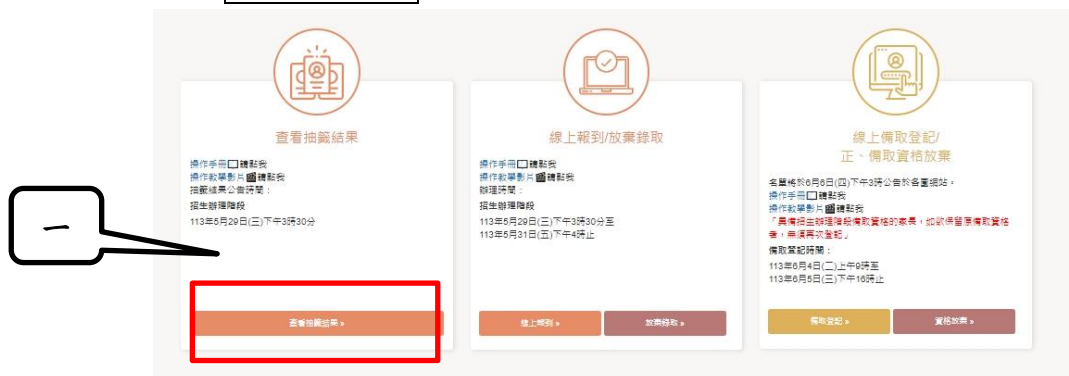 一
查看抽籤結果
操作手冊 請點我
操作教學影片 請點我
抽籤結果公告時間：
招生辦理階段
113年5月29日(三)下午3時30分
查看抽籤結果 »
線上報到/放棄錄取
操作手冊 請點我
操作教學影片 請點我
辦理時間：
招生辦理階段
113年5月29日(三)下午3時30分至
113年5月31日(五)下午4時止
線上報到 »
放棄錄取 »
線上備取登記/
正、備取資格放棄
名單將於6月6日(四)下午3時公告於各園網站。
操作手冊 請點我
操作教學影片 請點我
「具備招生辦理階段備取資格的家長，如欲保留原備取資格
者，無須再次登記」
備取登記時間：
113年6月4日(二)上午9時至
113年6月5日(三)下午16時止
備取登記 »
資格放棄 »